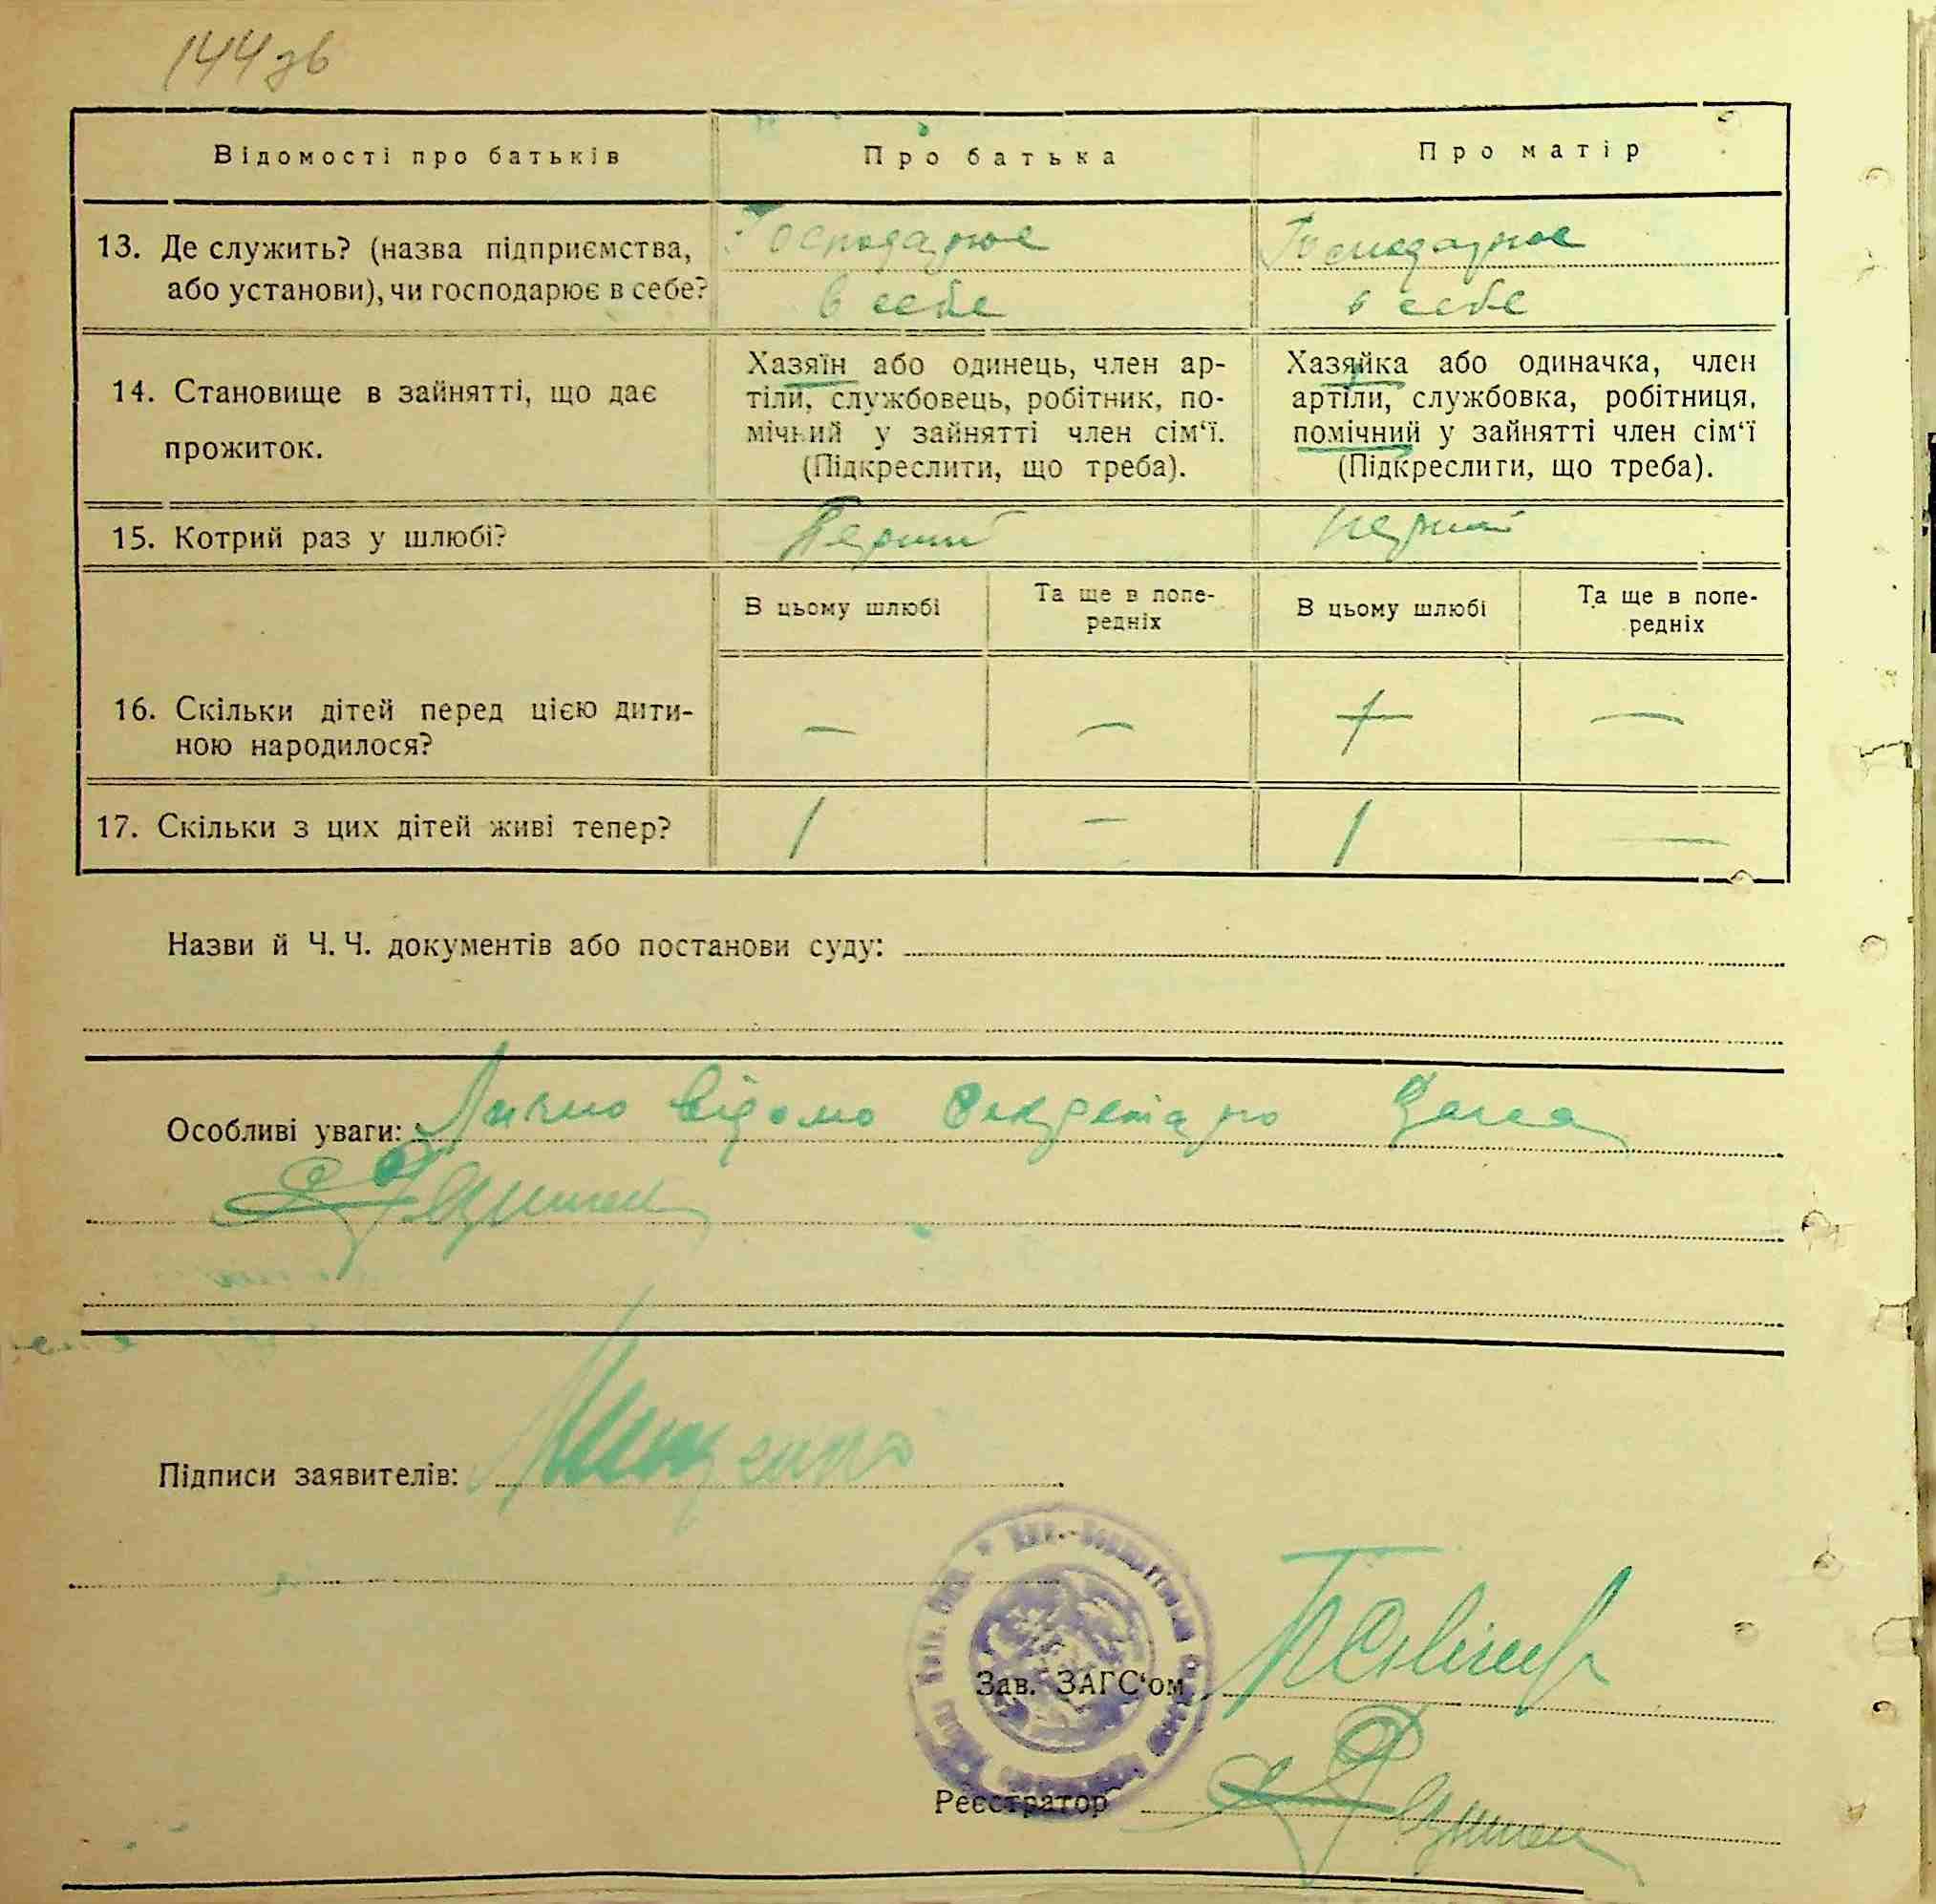 144 зв
Відомості про батьків
Про батька
Про матір
13. Де служить? (назва підприємства, або установи), чи господарює в себе?
Господарює
в себе
Господарює
в себе
14. Становище в зайнятті, що дає
прожиток.
Хазяїн або одинець, член ар-
тіли, службовець, робітник, по-
мічний у зайнятті член сім‘ї.
(Підкреслити, що треба).
Хазяйка або одиначка, член
артіли, службовка, робітниця,
помічний у зайнятті член сім‘ї
(Підкреслити, що треба).
15. Котрий раз у шлюбі?
Перший
перший
В цьому шлюбі
Та ще в попе-
редніх
В цьому шлюбі
Та ще в попе-
редніх
16. Скільки дітей перед цією дити-
ною народилося?
—
—
—
17. Скільки з цих дітей живі тепер?
1
—
1
—
Назви й Ч. Ч. документів або постанови суду:
Особливі уваги: Лично відомо Секретарю
Підписи заявителів:
Зав. ЗАГС‘ом
Реєстратор